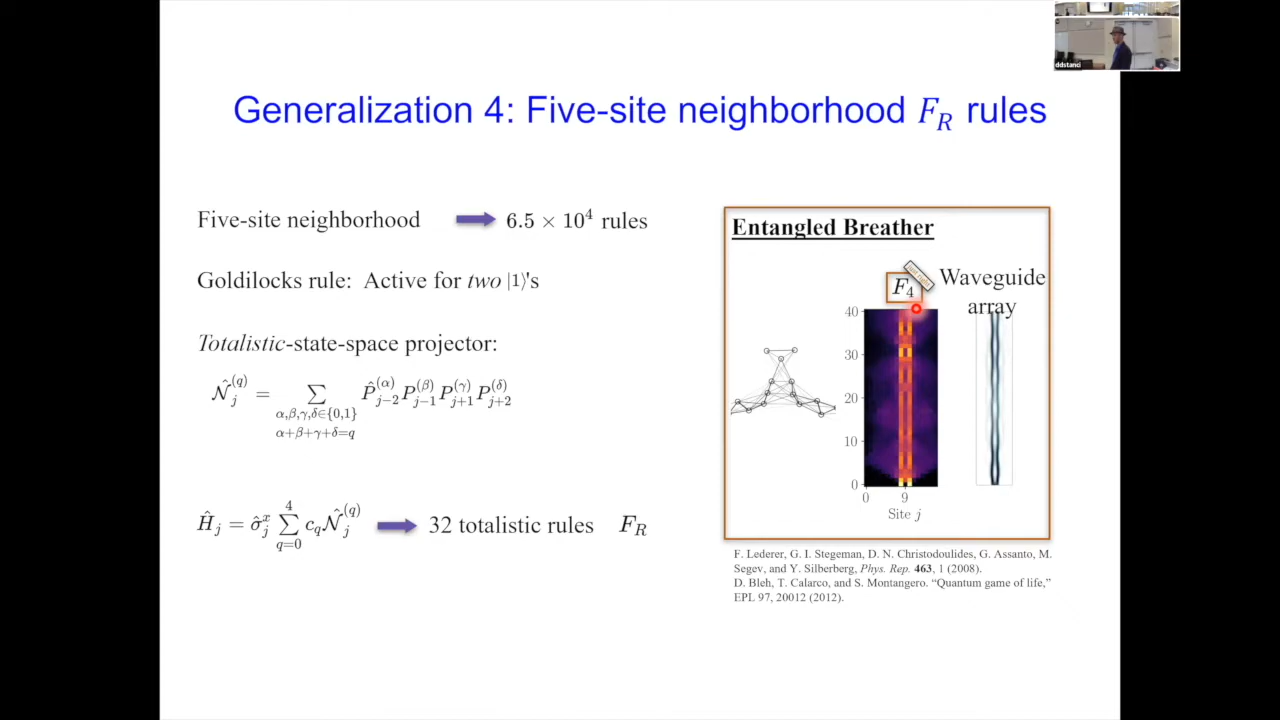 ddstanci
Generalization 4: Five-site neighborhood F_R rules
Five-site neighborhood → 6.5 × 10⁴ rules
Goldilocks rule: Active for two |1⟩'s
Totalistic-state-space projector:
𝒩̂_j^(q) = Σ_{α,β,γ,δ∈{0,1} α+β+γ+δ=q} P̂_{j−2}^(α) P_{j−1}^(β) P_{j+1}^(γ) P_{j+2}^(δ)
Ĥ_j = σ̂_j^x Σ_{q=0}^{4} c_q 𝒩̂_j^(q) → 32 totalistic rules F_R
Entangled Breather
F₄
Waveguide
array
40
30
20
10
0
0 9
Site j
F. Lederer, G. I. Stegeman, D. N. Christodoulides, G. Assanto, M.
Segev, and Y. Silberberg, Phys. Rep. 463, 1 (2008).
D. Bleh, T. Calarco, and S. Montangero. “Quantum game of life,”
EPL 97, 20012 (2012).